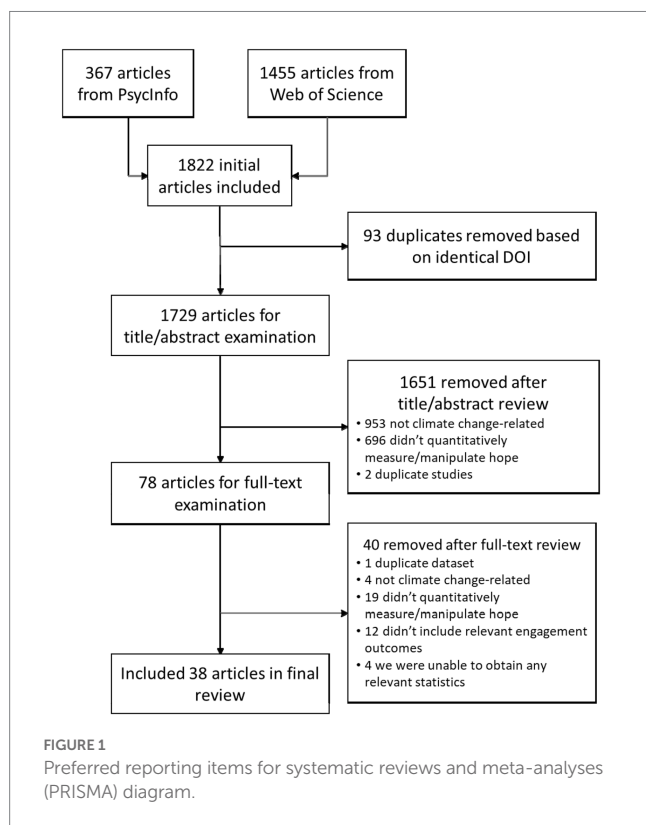 367 articles
from PsycInfo
1455 articles from
Web of Science
1822 initial
articles included
93 duplicates removed based
on identical DOI
1729 articles for
title/abstract examination
1651 removed after
title/abstract review
• 953 not climate change-related
• 696 didn't quantitatively
measure/manipulate hope
• 2 duplicate studies
78 articles for full-text
examination
40 removed after full-text review
• 1 duplicate dataset
• 4 not climate change-related
• 19 didn't quantitatively
measure/manipulate hope
• 12 didn't include relevant engagement
outcomes
• 4 we were unable to obtain any
relevant statistics
Included 38 articles in final
review
FIGURE 1
Preferred reporting items for systematic reviews and meta-analyses
(PRISMA) diagram.